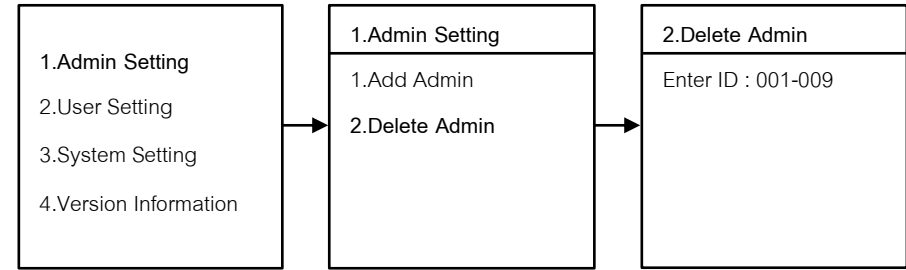 1.Admin Setting
2.User Setting
3.System Setting
4.Version Information
1.Admin Setting
1.Add Admin
2.Delete Admin
2.Delete Admin
Enter ID : 001-009